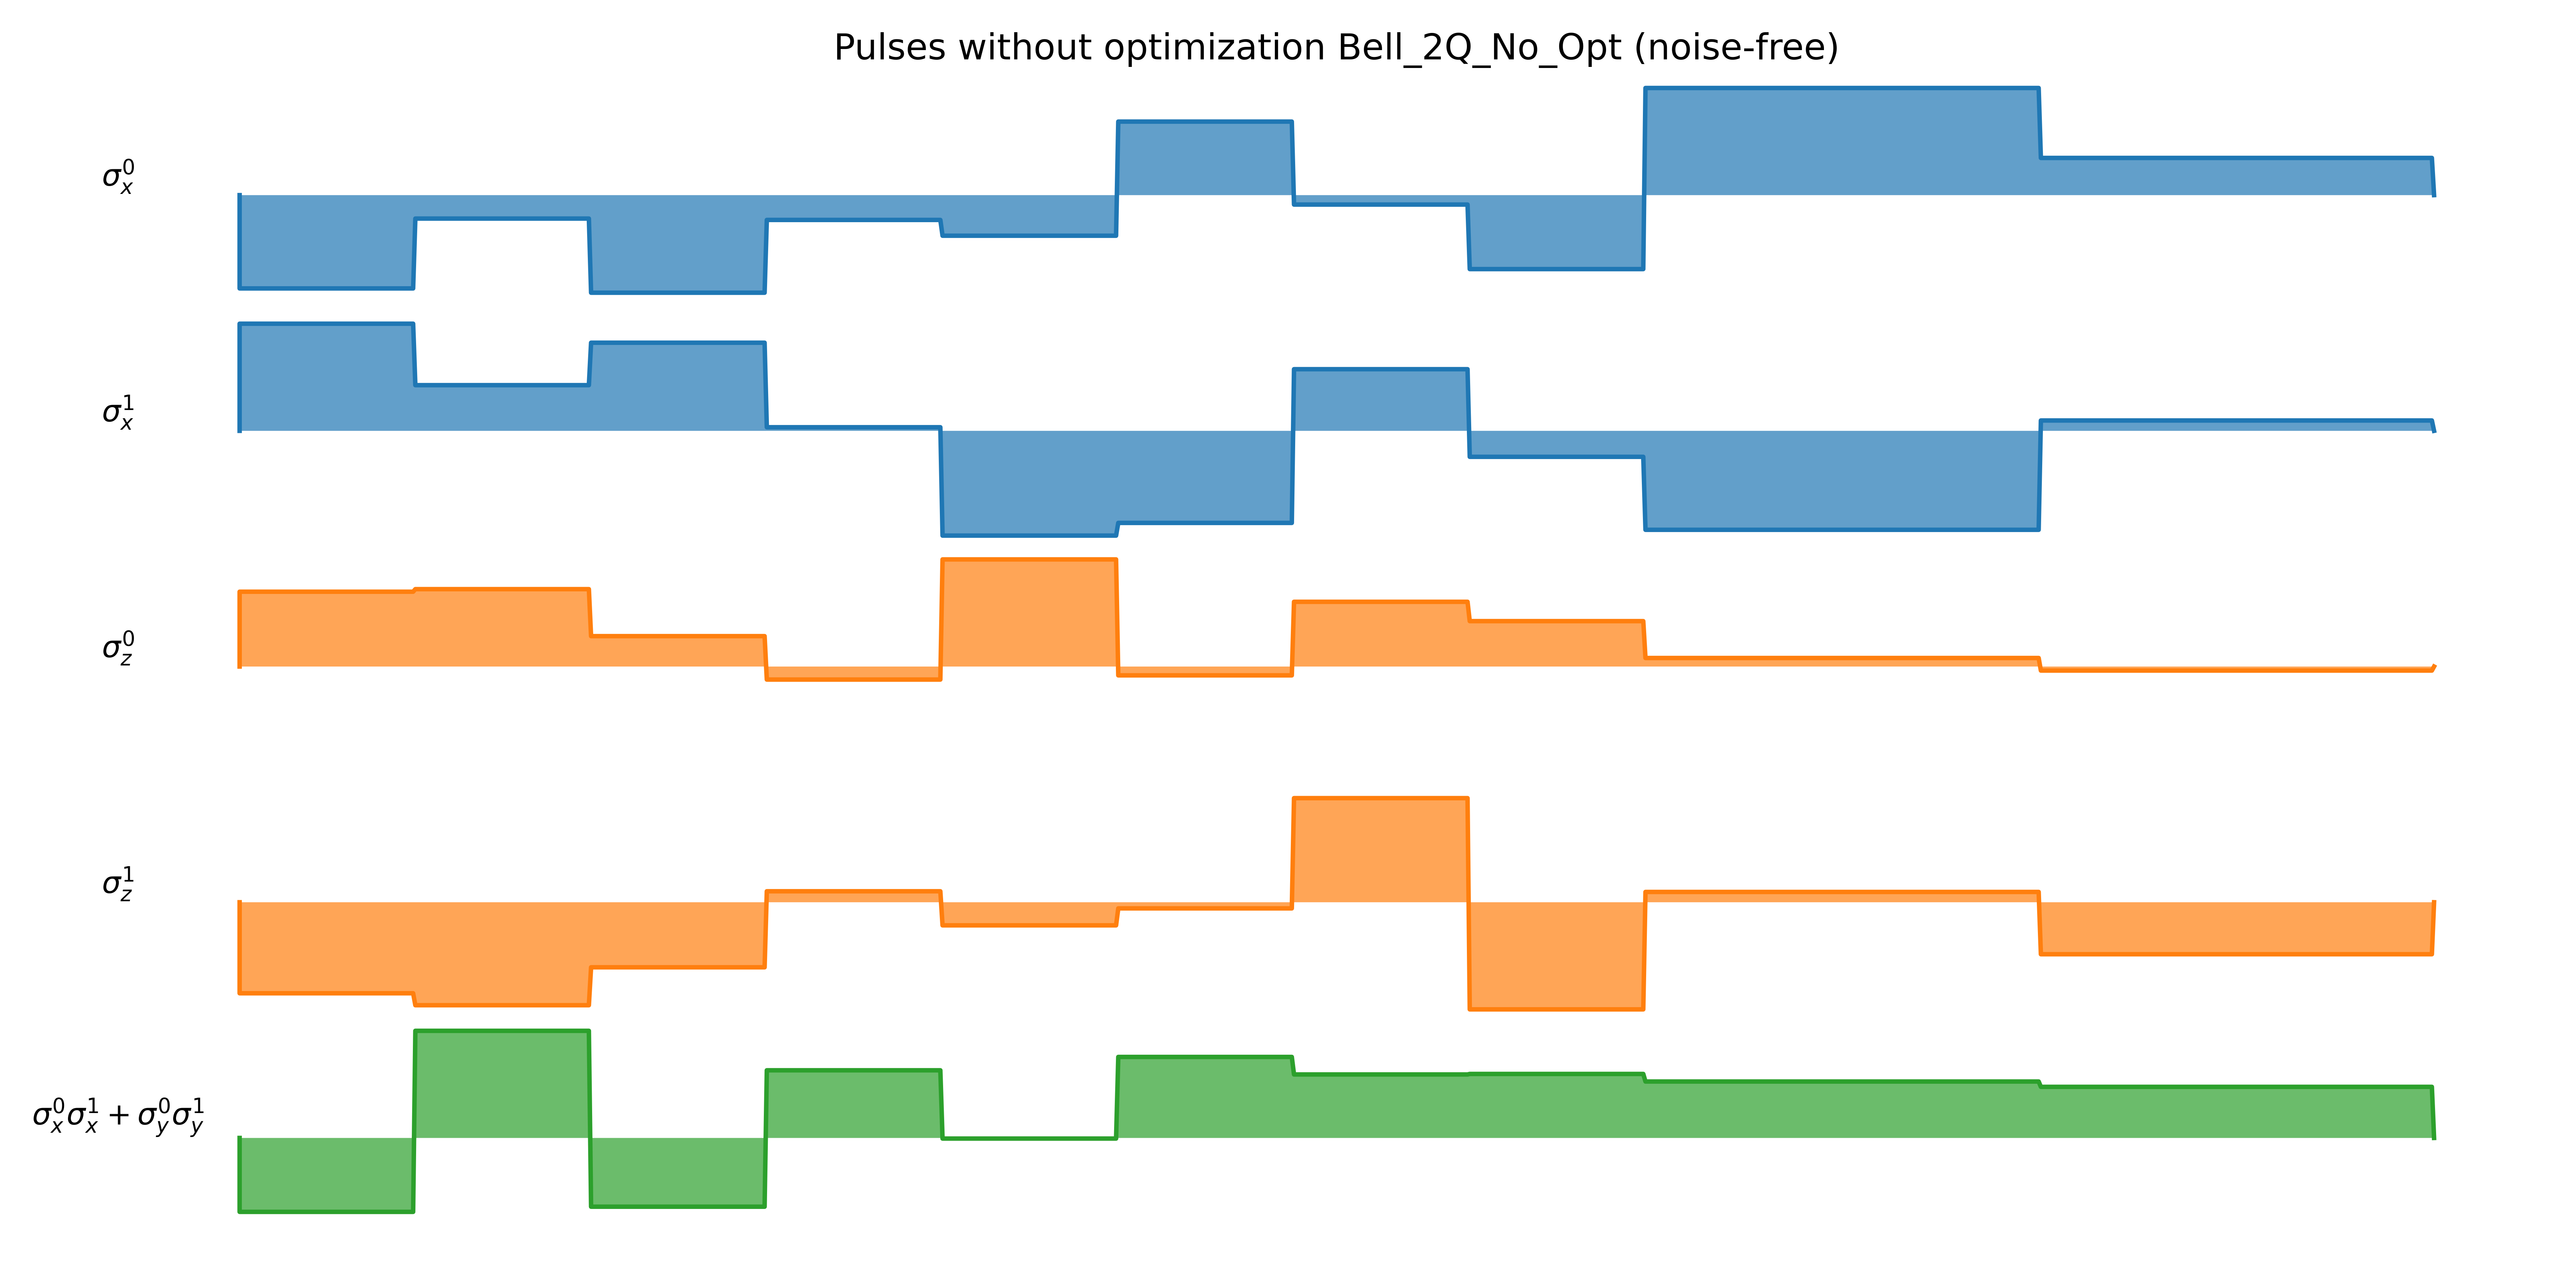 Pulses without optimization Bell_2Q_No_Opt (noise-free)
σ_x^0
σ_x^1
σ_z^0
σ_z^1
σ_x^0σ_x^1 + σ_y^0σ_y^1